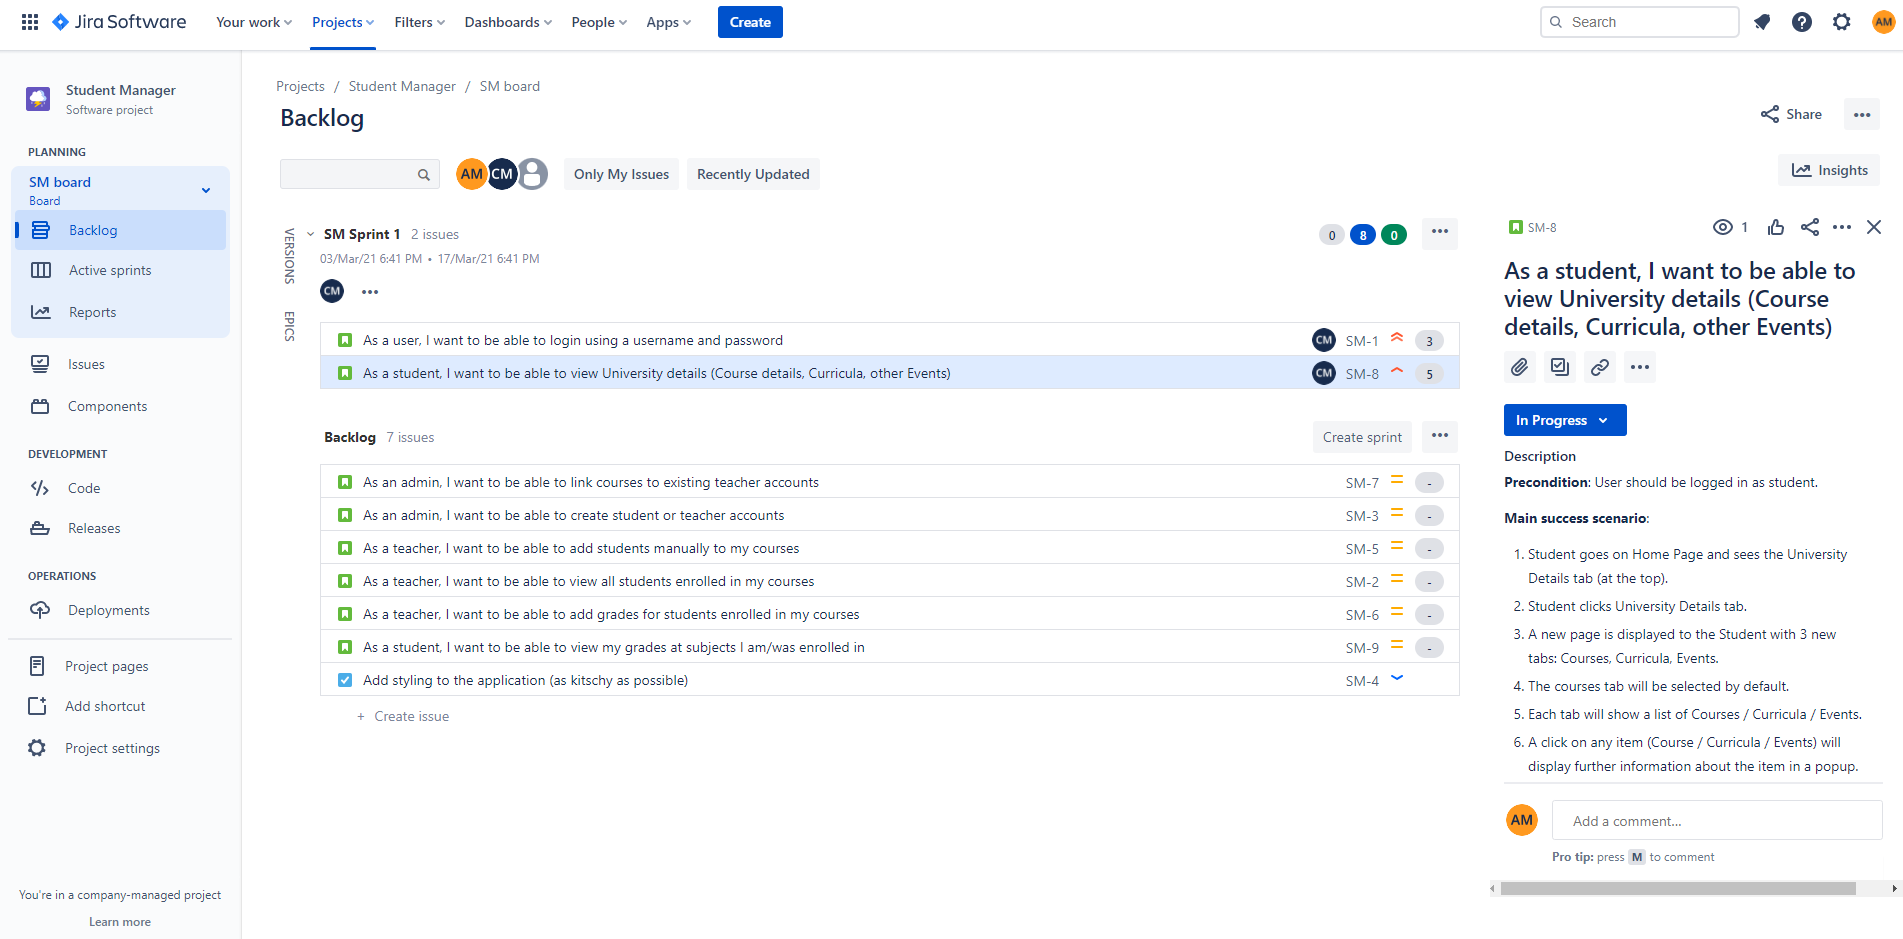 Jira Software
Your work
Projects
Filters
Dashboards
People
Apps
Create
Search
AM
Student Manager
Software project
PLANNING
SM board
Board
Backlog
Active sprints
Reports
Issues
Components
DEVELOPMENT
Code
Releases
OPERATIONS
Deployments
Project pages
Add shortcut
Project settings
You're in a company-managed project
Learn more
Projects / Student Manager / SM board
Backlog
Share
AM CM
Only My Issues
Recently Updated
Insights
VERSIONS
EPICS
SM Sprint 1 2 issues
0 8 0
03/Mar/21 6:41 PM • 17/Mar/21 6:41 PM
CM
As a user, I want to be able to login using a username and password CM SM-1 3
As a student, I want to be able to view University details (Course details, Curricula, other Events) CM SM-8 5
Backlog 7 issues
Create sprint
As an admin, I want to be able to link courses to existing teacher accounts SM-7 -
As an admin, I want to be able to create student or teacher accounts SM-3 -
As a teacher, I want to be able to add students manually to my courses SM-5 -
As a teacher, I want to be able to view all students enrolled in my courses SM-2 -
As a teacher, I want to be able to add grades for students enrolled in my courses SM-6 -
As a student, I want to be able to view my grades at subjects I am/was enrolled in SM-9 -
Add styling to the application (as kitschy as possible) SM-4
+ Create issue
SM-8
1
As a student, I want to be able to
view University details (Course
details, Curricula, other Events)
In Progress
Description
Precondition: User should be logged in as student.
Main success scenario:
1. Student goes on Home Page and sees the University
Details tab (at the top).
2. Student clicks University Details tab.
3. A new page is displayed to the Student with 3 new
tabs: Courses, Curricula, Events.
4. The courses tab will be selected by default.
5. Each tab will show a list of Courses / Curricula / Events.
6. A click on any item (Course / Curricula / Events) will
display further information about the item in a popup.
AM
Add a comment...
Pro tip: press M to comment